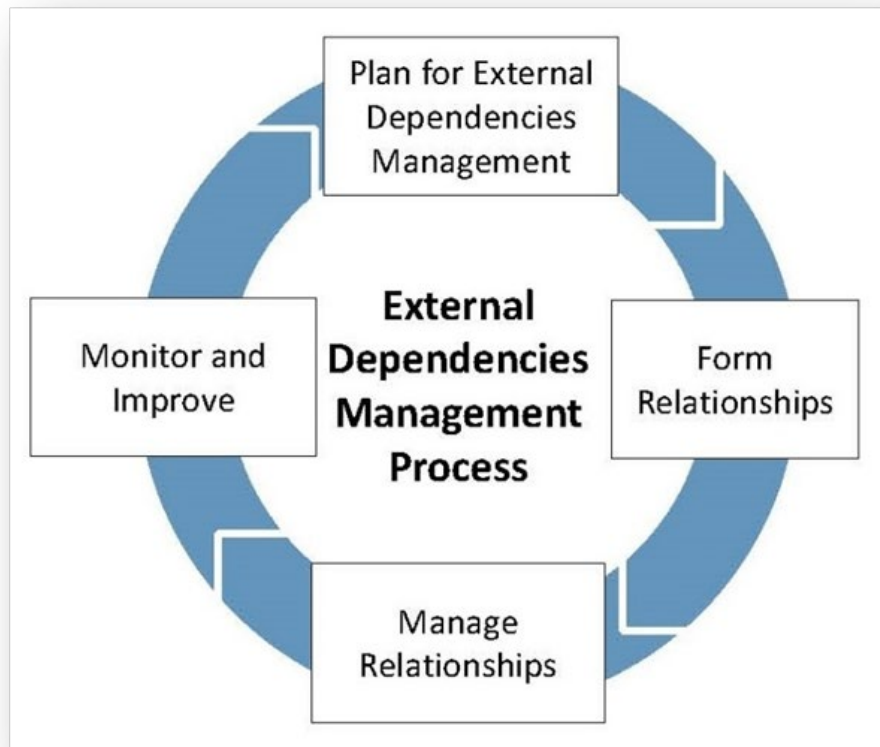 Plan for External
Dependencies
Management
External
Dependencies
Management
Process
Form
Relationships
Manage
Relationships
Monitor and
Improve